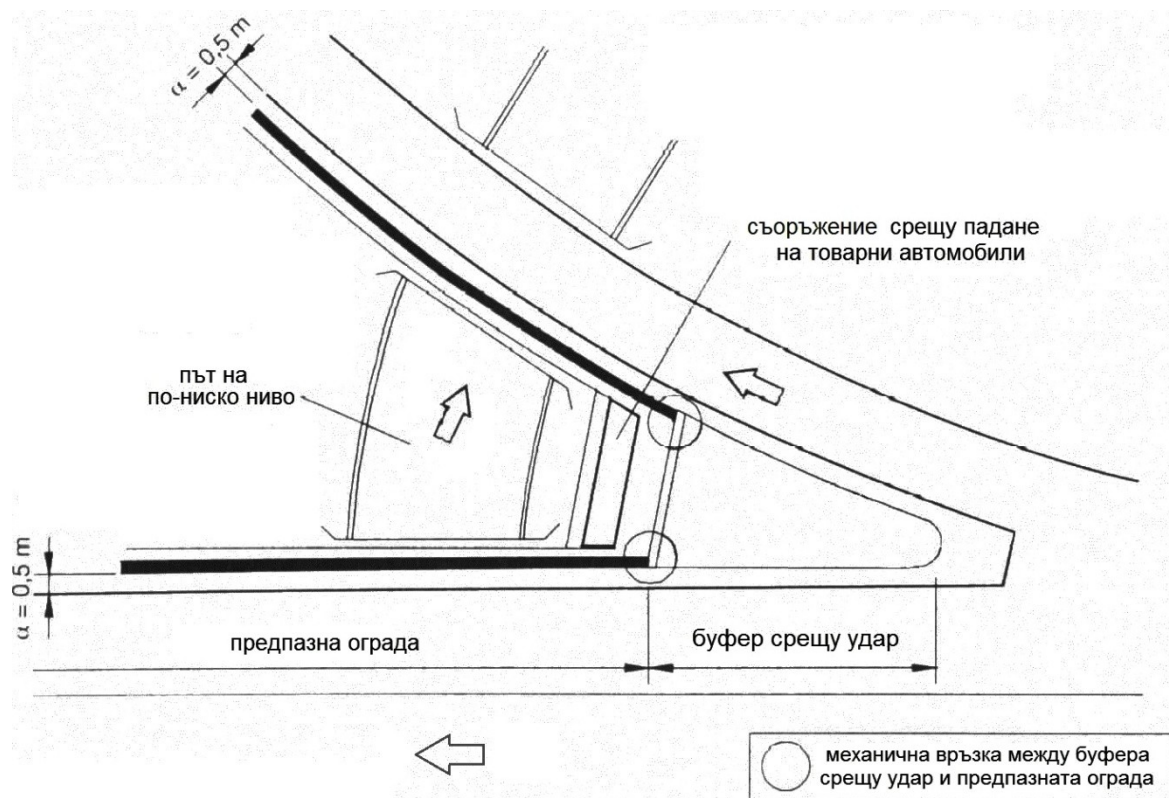 α = 0,5 m
съоръжение срещу падане
на товарни автомобили
път на
по-ниско ниво
α = 0,5 m
предпазна ограда
буфер срещу удар
механична връзка между буфера
срещу удар и предпазната ограда